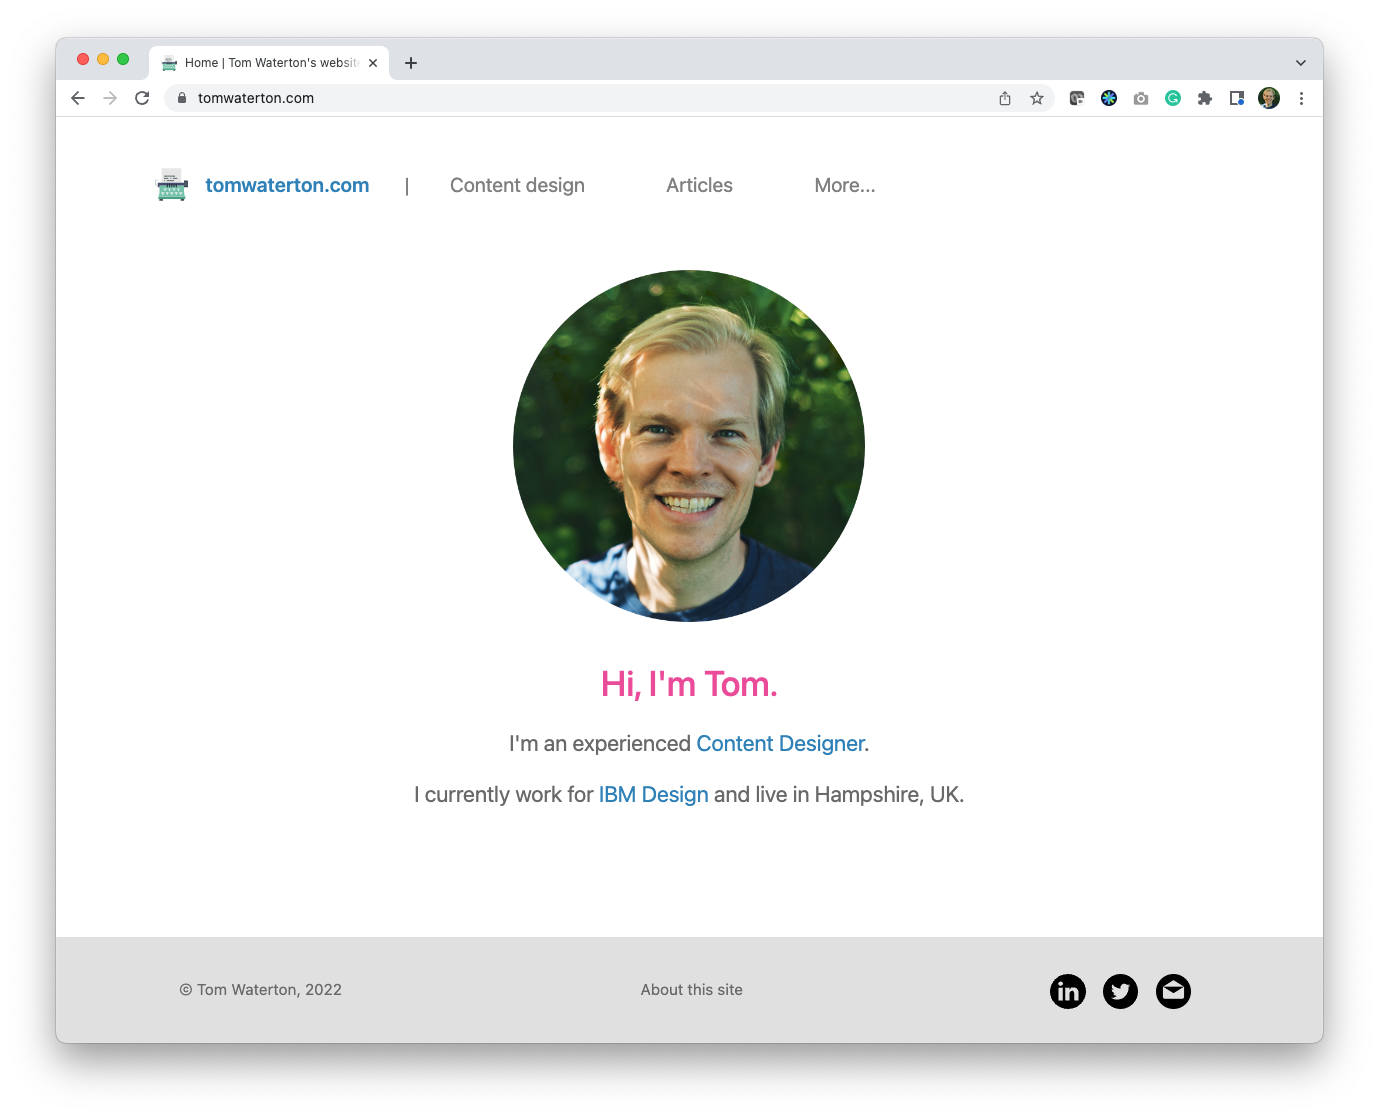 Home | Tom Waterton's websit
tomwaterton.com
tomwaterton.com | Content design Articles More...
Hi, I'm Tom.
I'm an experienced Content Designer.
I currently work for IBM Design and live in Hampshire, UK.
© Tom Waterton, 2022 About this site in